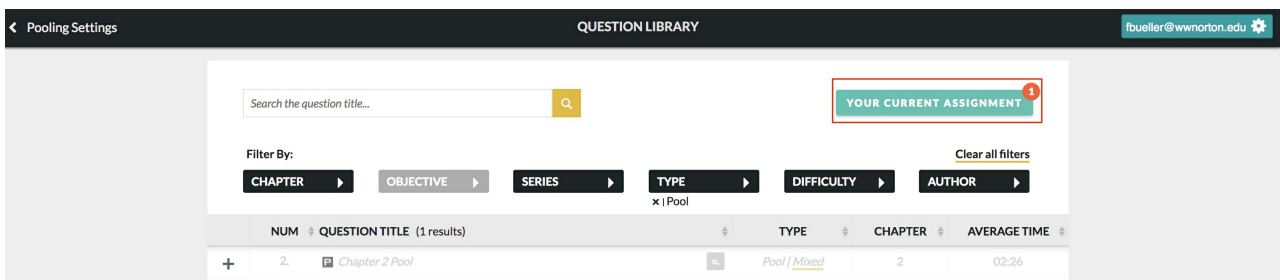 Pooling Settings
QUESTION LIBRARY
fbueller@wwnorton.edu
Search the question title...
YOUR CURRENT ASSIGNMENT
1
Filter By:
Clear all filters
CHAPTER
OBJECTIVE
SERIES
TYPE
DIFFICULTY
AUTHOR
× | Pool
NUM QUESTION TITLE (1 results) TYPE CHAPTER AVERAGE TIME
+ 2. P Chapter 2 Pool Pool | Mixed 2 02:26